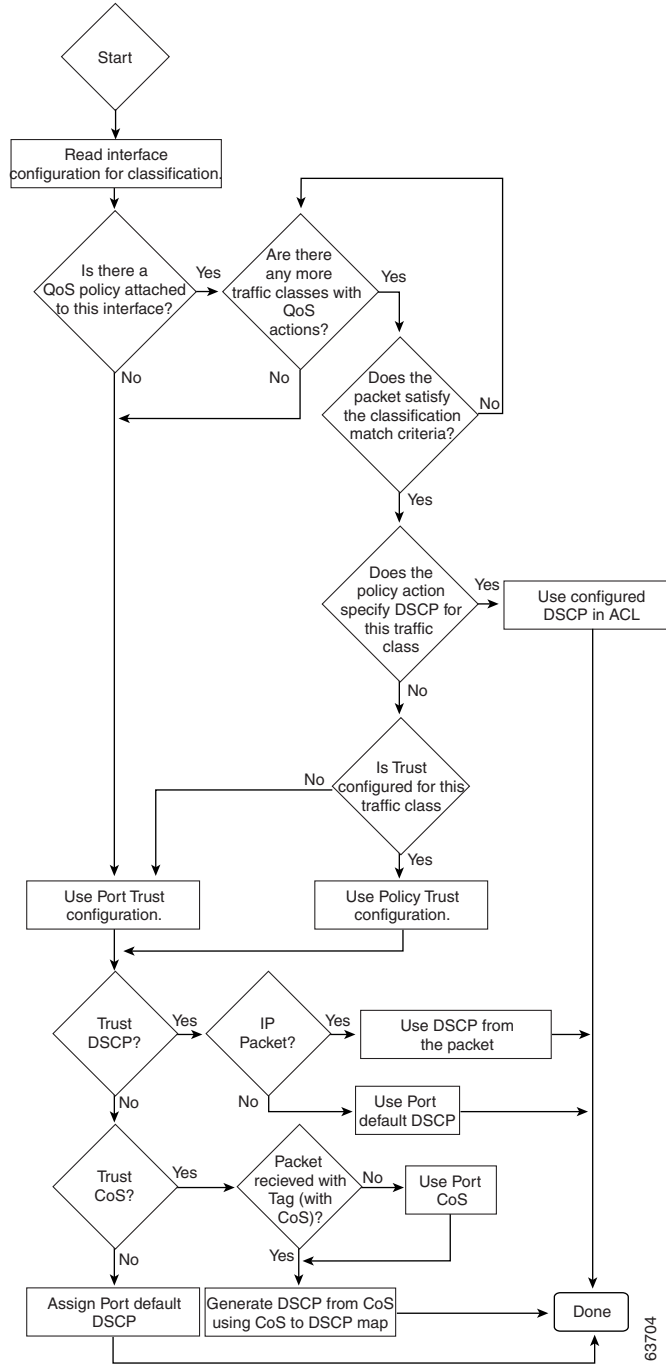 Start
Read interface
configuration for classification.
Is there a
QoS policy attached
to this interface?
Yes
Are there
any more
traffic classes with
QoS
actions?
Yes
No
No
Does the
packet satisfy
the classification
match criteria?
No
Yes
Does the
policy action
specify DSCP for
this traffic
class
Yes
Use configured
DSCP in ACL
No
Is Trust
configured for this
traffic class
No
Yes
Use Port Trust
configuration.
Use Policy Trust
configuration.
Trust
DSCP?
Yes
IP
Packet?
Yes
Use DSCP from
the packet
No
No
Use Port
default DSCP
Trust
CoS?
Yes
Packet
recieved with
Tag (with
CoS)?
No
Use Port
CoS
No
Yes
Assign Port default
DSCP
Generate DSCP from CoS
using CoS to DSCP map
Done
63704